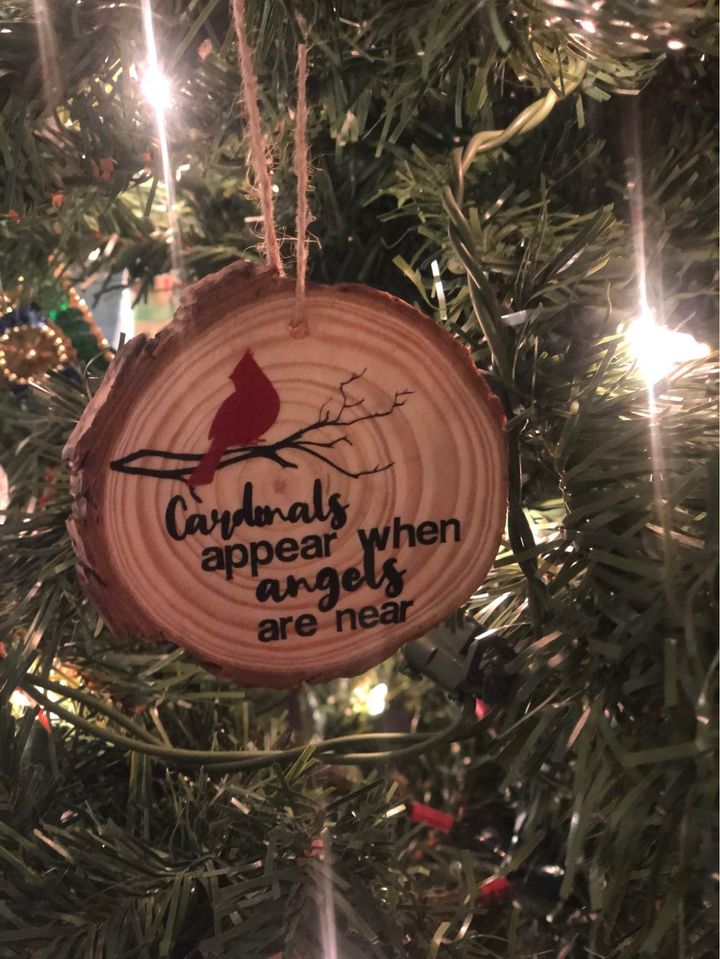 Cardinals
appear when
angels
are near